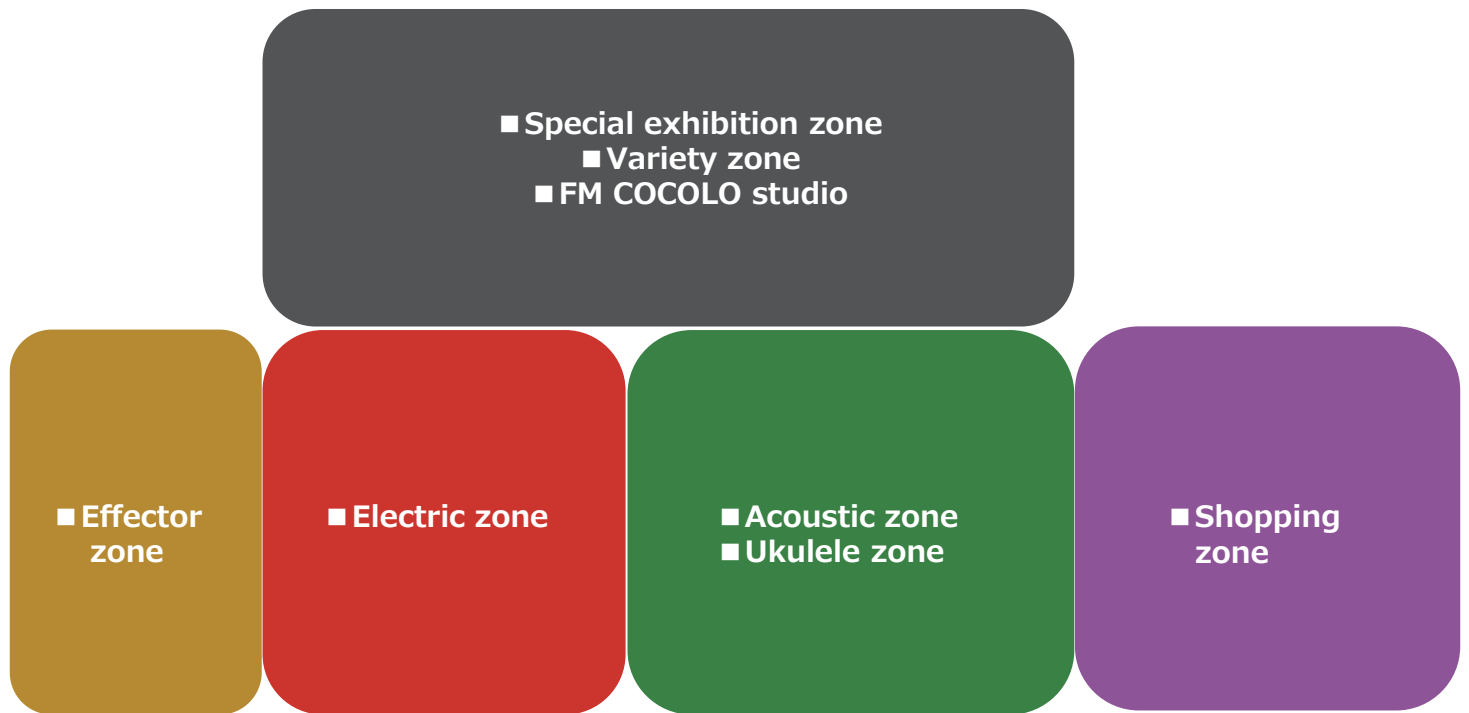 ■Special exhibition zone
■Variety zone
■FM COCOLO studio
■Effector
zone
■Electric zone
■Acoustic zone
■Ukulele zone
■Shopping
zone